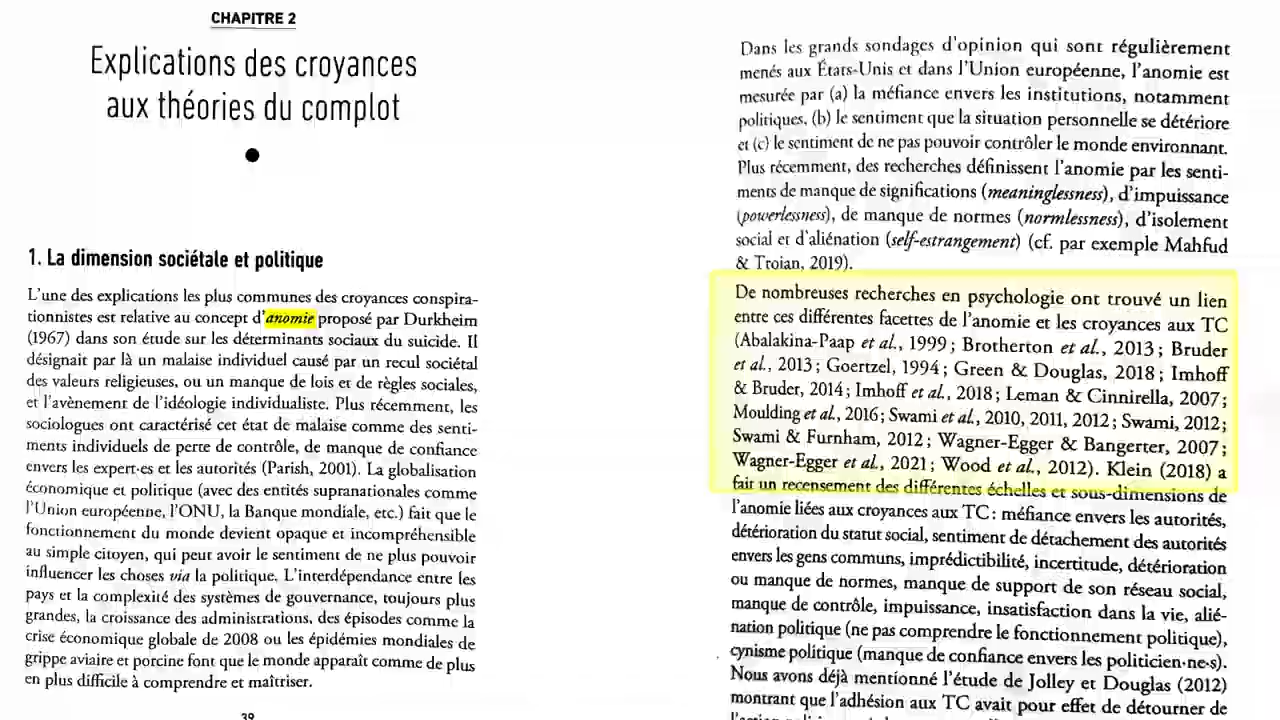 CHAPITRE 2
Explications des croyances
aux théories du complot
1. La dimension sociétale et politique
L'une des explications les plus communes des croyances conspira-
tionnistes est relative au concept d'anomie proposé par Durkheim
(1967) dans son étude sur les déterminants sociaux du suicide. Il
désignait par là un malaise individuel causé par un recul sociétal
des valeurs religieuses, ou un manque de lois et de règles sociales,
et l'avènement de l'idéologie individualiste. Plus récemment, les
sociologues ont caractérisé cet état de malaise comme des senti-
ments individuels de perte de contrôle, de manque de confiance
envers les expert·es et les autorités (Parish, 2001). La globalisation
économique et politique (avec des entités supranationales comme
l'Union européenne, l'ONU, la Banque mondiale, etc.) fait que le
fonctionnement du monde devient opaque et incompréhensible
au simple citoyen, qui peut avoir le sentiment de ne plus pouvoir
influencer les choses via la politique. L'interdépendance entre les
pays et la complexité des systèmes de gouvernance, toujours plus
grandes, la croissance des administrations, des épisodes comme la
crise économique globale de 2008 ou les épidémies mondiales de
grippe aviaire et porcine font que le monde apparaît comme de plus
en plus difficile à comprendre et maîtriser.
39
Dans les grands sondages d'opinion qui sont régulièrement
menés aux États-Unis et dans l'Union européenne, l'anomie est
mesurée par (a) la méfiance envers les institutions, notamment
politiques, (b) le sentiment que la situation personnelle se détériore
et (c) le sentiment de ne pas pouvoir contrôler le monde environnant.
Plus récemment, des recherches définissent l'anomie par les senti-
ments de manque de significations (meaninglessness), d'impuissance
(powerlessness), de manque de normes (normlessness), d'isolement
social et d'aliénation (self-estrangement) (cf. par exemple Mahfud
& Troian, 2019).
De nombreuses recherches en psychologie ont trouvé un lien
entre ces différentes facettes de l'anomie et les croyances aux TC
(Abalakina-Paap et al., 1999 ; Brotherton et al., 2013 ; Bruder
et al., 2013 ; Goertzel, 1994 ; Green & Douglas, 2018 ; Imhoff
& Bruder, 2014 ; Imhoff et al., 2018 ; Leman & Cinnirella, 2007 ;
Moulding et al., 2016 ; Swami et al., 2010, 2011, 2012 ; Swami, 2012 ;
Swami & Furnham, 2012 ; Wagner-Egger & Bangerter, 2007 ;
Wagner-Egger et al., 2021 ; Wood et al., 2012). Klein (2018) a
fait un recensement des différentes échelles et sous-dimensions de
l'anomie liées aux croyances aux TC : méfiance envers les autorités,
détérioration du statut social, sentiment de détachement des autorités
envers les gens communs, imprédictibilité, incertitude, détérioration
ou manque de normes, manque de support de son réseau social,
manque de contrôle, impuissance, insatisfaction dans la vie, alié-
nation politique (ne pas comprendre le fonctionnement politique),
cynisme politique (manque de confiance envers les politicien·ne·s).
Nous avons déjà mentionné l'étude de Jolley et Douglas (2012)
montrant que l'adhésion aux TC avait pour effet de détourner de